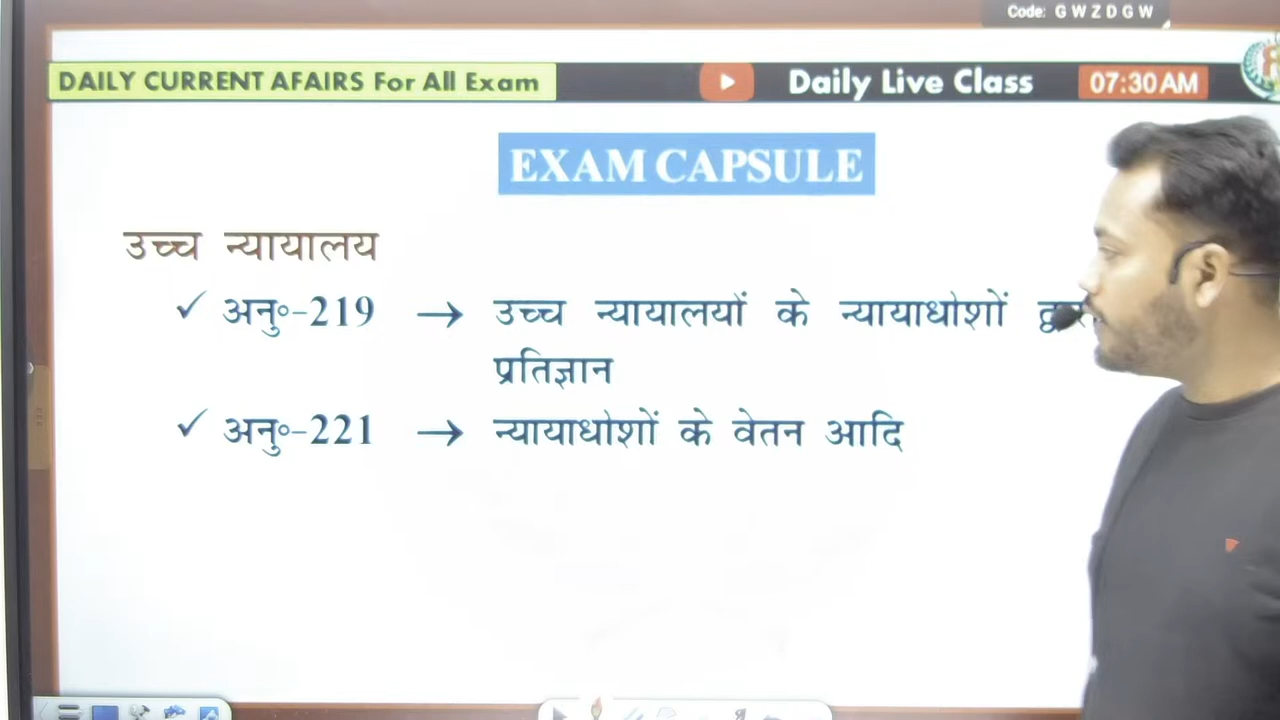 Code: G W Z D G W
DAILY CURRENT AFAIRS For All Exam
Daily Live Class
07:30 AM
EXAM CAPSULE
उच्च न्यायालय
✓ अनु॰-219 → उच्च न्यायालयों के न्यायाधीशों
प्रतिज्ञान
✓ अनु॰-221 → न्यायाधीशों के वेतन आदि